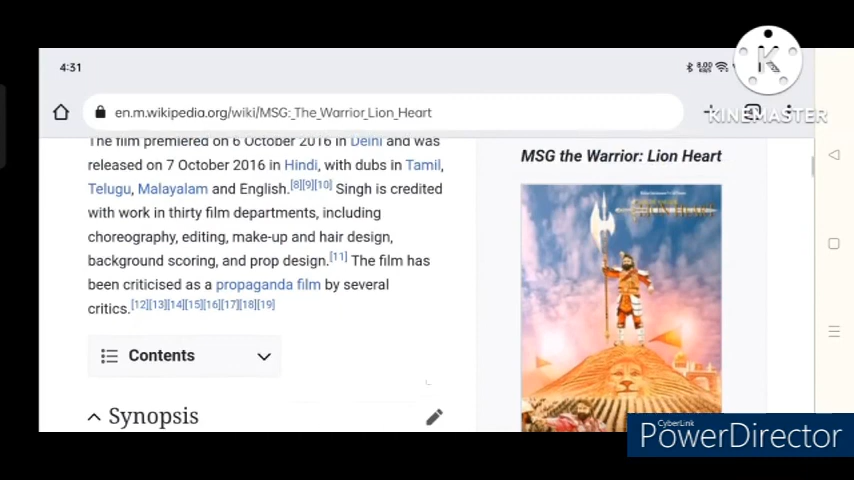 4:31
8.00
KINEMASTER
en.m.wikipedia.org/wiki/MSG:_The_Warrior_Lion_Heart
The film premiered on 6 October 2016 in Delhi and was
released on 7 October 2016 in Hindi, with dubs in Tamil,
Telugu, Malayalam and English.[8][9][10] Singh is credited
with work in thirty film departments, including
choreography, editing, make-up and hair design,
background scoring, and prop design.[11] The film has
been criticised as a propaganda film by several
critics.[12][13][14][15][16][17][18][19]
Contents
Synopsis
MSG the Warrior: Lion Heart
LION HEART
CyberLink
PowerDirector